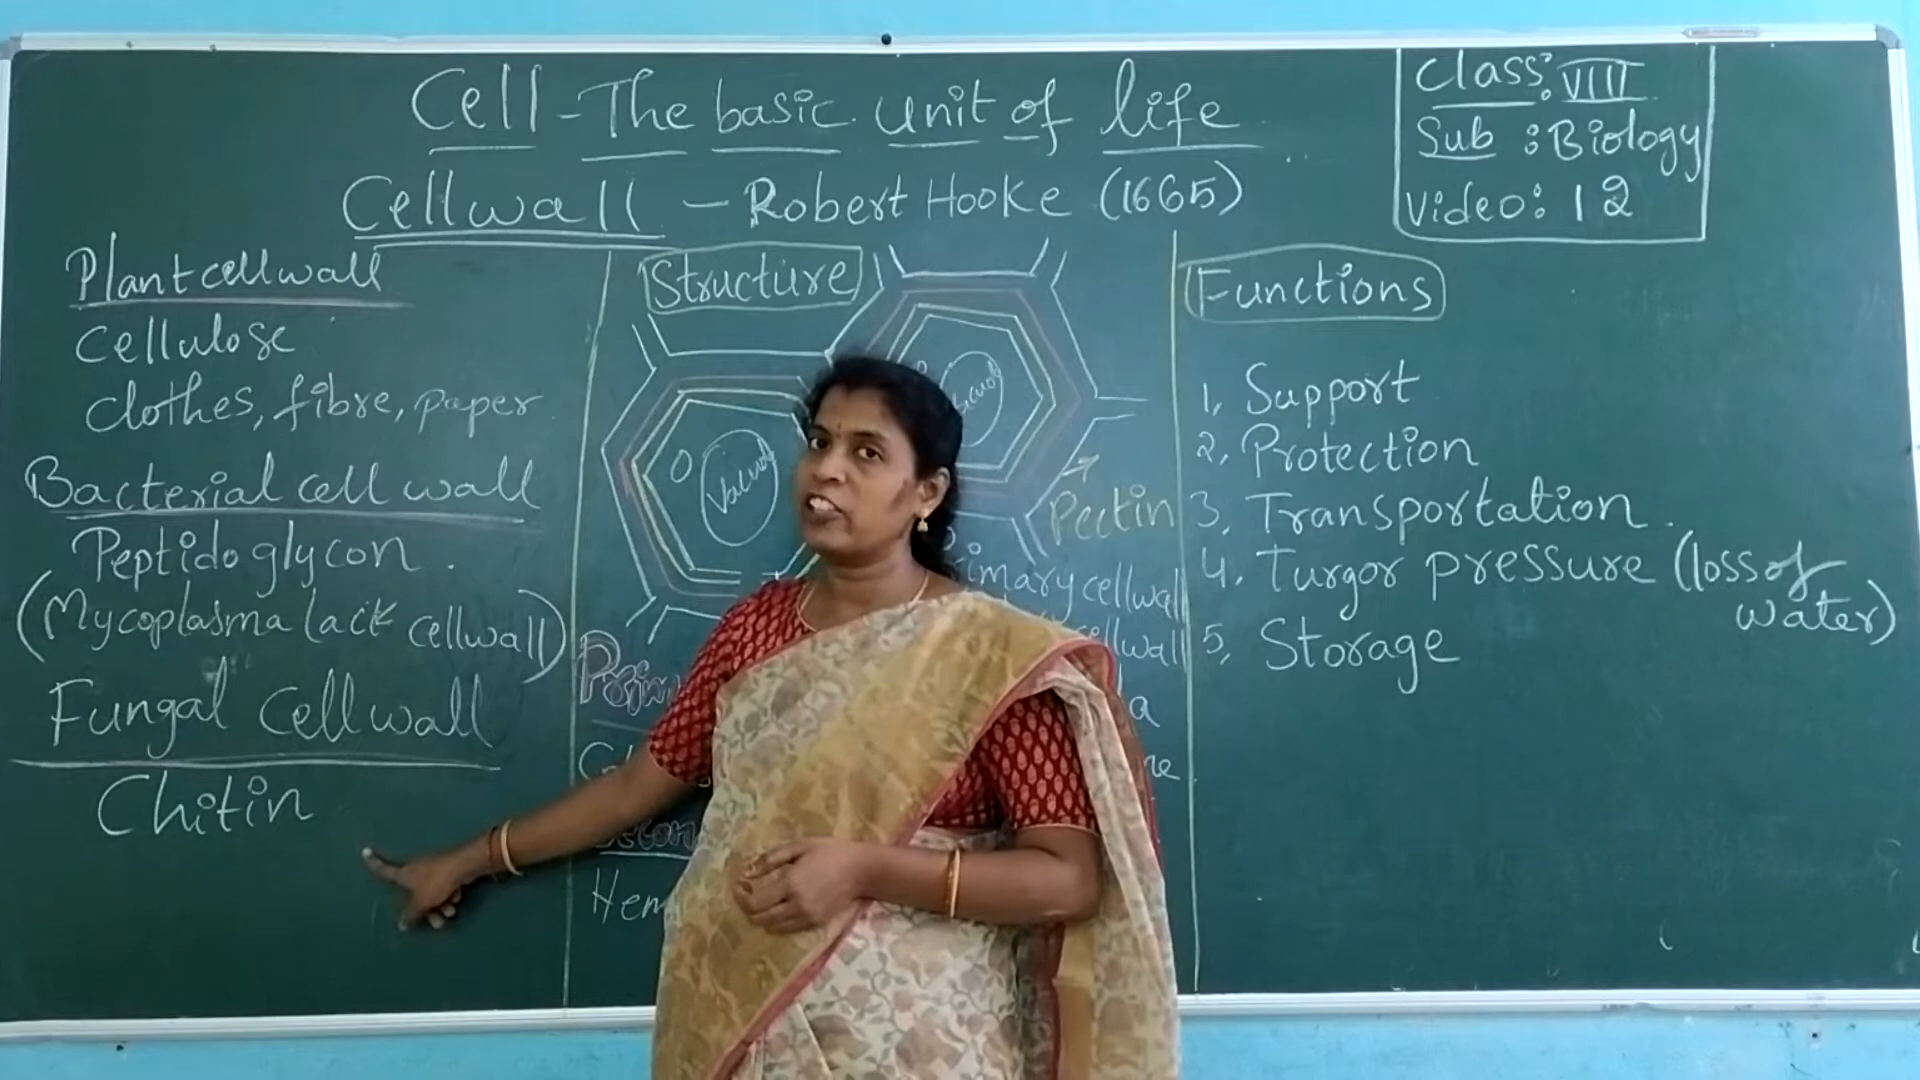 Cell - The basic unit of life
Class: VIII
Sub : Biology
Video: 12
Cellwall - Robert Hooke (1665)
Plant cellwall
Cellulose
clothes, fibre, paper
Bacterial cell wall
Peptidoglycon.
(Mycoplasma lack cellwall)
Fungal Cellwall
Chitin
Structure
Pectin
cellwall
cellwall
Functions
1, Support
2, Protection
3, Transportation.
4, Turgor pressure (loss of
water)
5, Storage